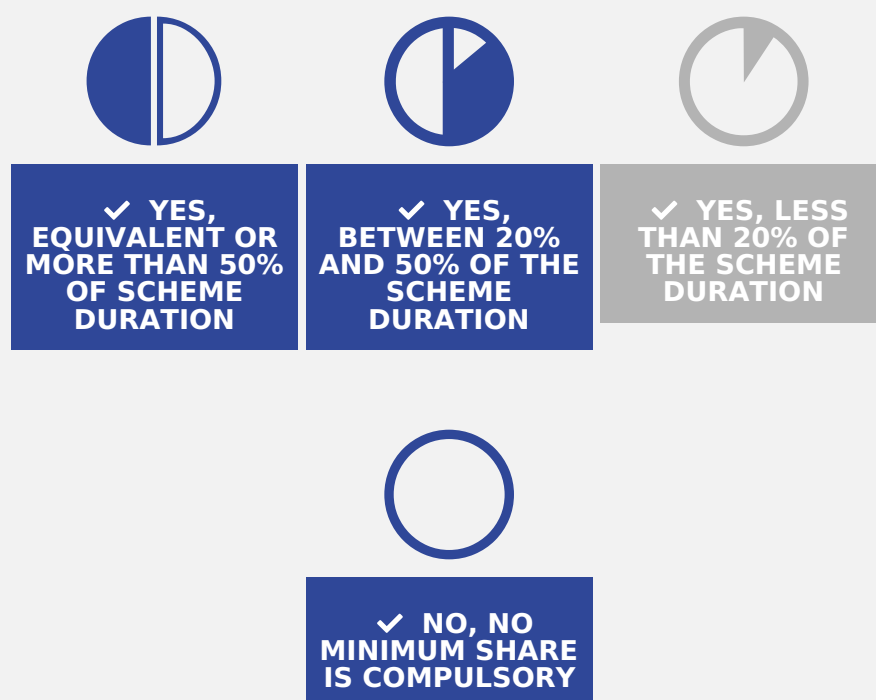 ✓ YES,
EQUIVALENT OR
MORE THAN 50%
OF SCHEME
DURATION
✓ YES,
BETWEEN 20%
AND 50% OF THE
SCHEME
DURATION
✓ YES, LESS
THAN 20% OF
THE SCHEME
DURATION
✓ NO, NO
MINIMUM SHARE
IS COMPULSORY